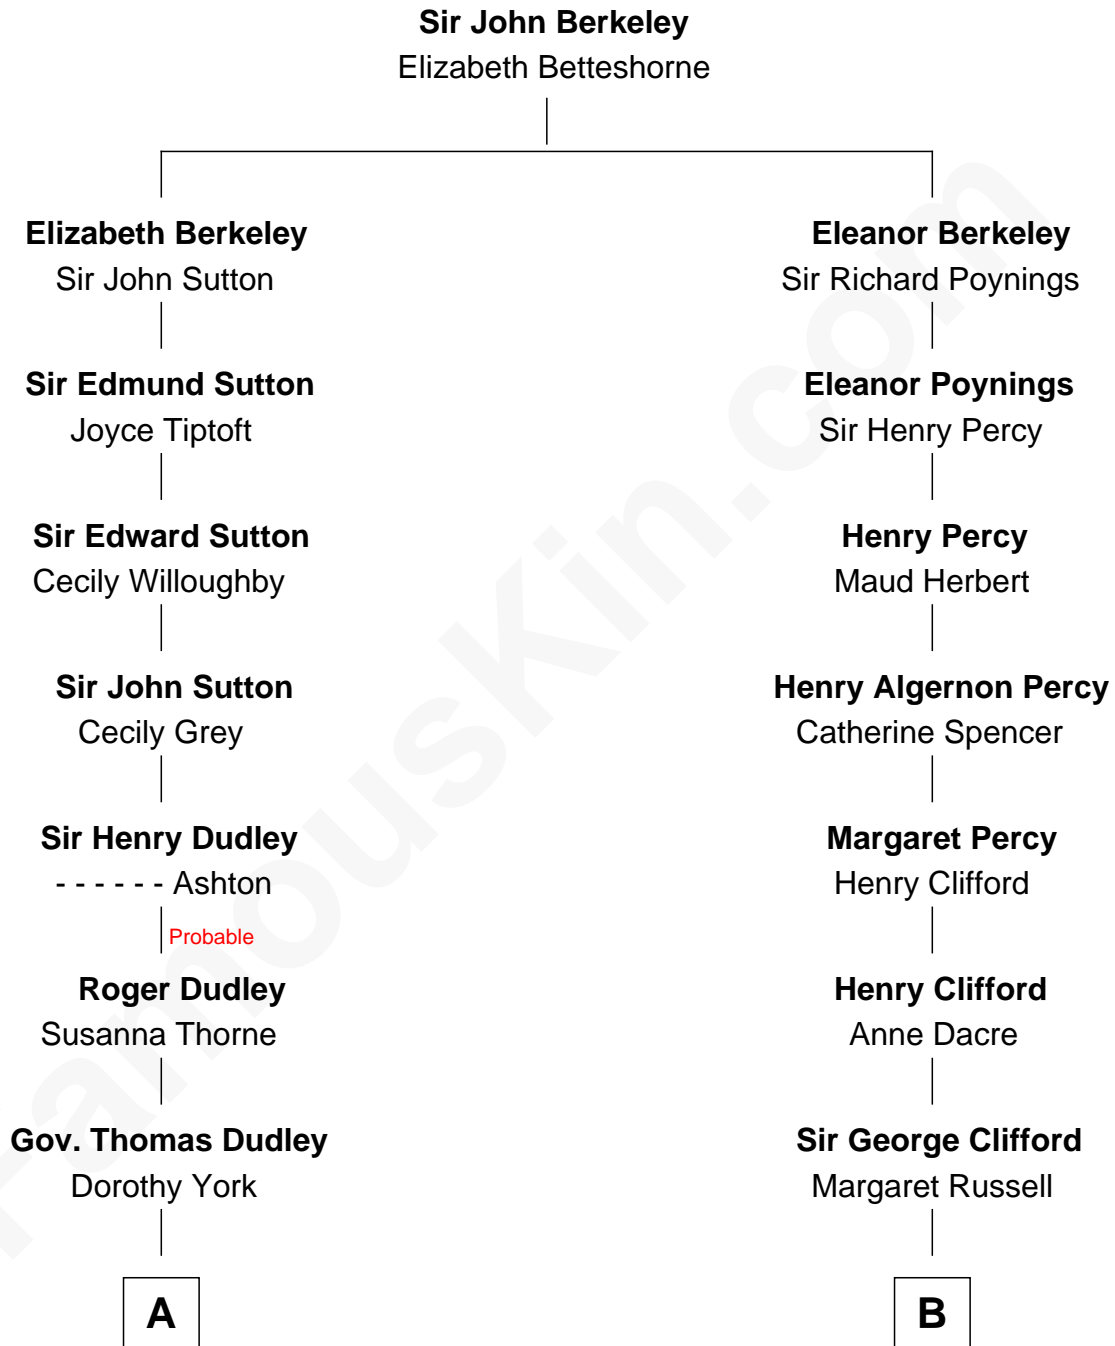 Sir John Berkeley
Elizabeth Betteshorne
Elizabeth Berkeley
Sir John Sutton
Eleanor Berkeley
Sir Richard Poynings
Sir Edmund Sutton
Joyce Tiptoft
Eleanor Poynings
Sir Henry Percy
Sir Edward Sutton
Cecily Willoughby
Henry Percy
Maud Herbert
Sir John Sutton
Cecily Grey
Henry Algernon Percy
Catherine Spencer
Sir Henry Dudley
- - - - - - Ashton
Margaret Percy
Henry Clifford
Probable
Roger Dudley
Susanna Thorne
Henry Clifford
Anne Dacre
Gov. Thomas Dudley
Dorothy York
Sir George Clifford
Margaret Russell
A
B
FamousKin.com